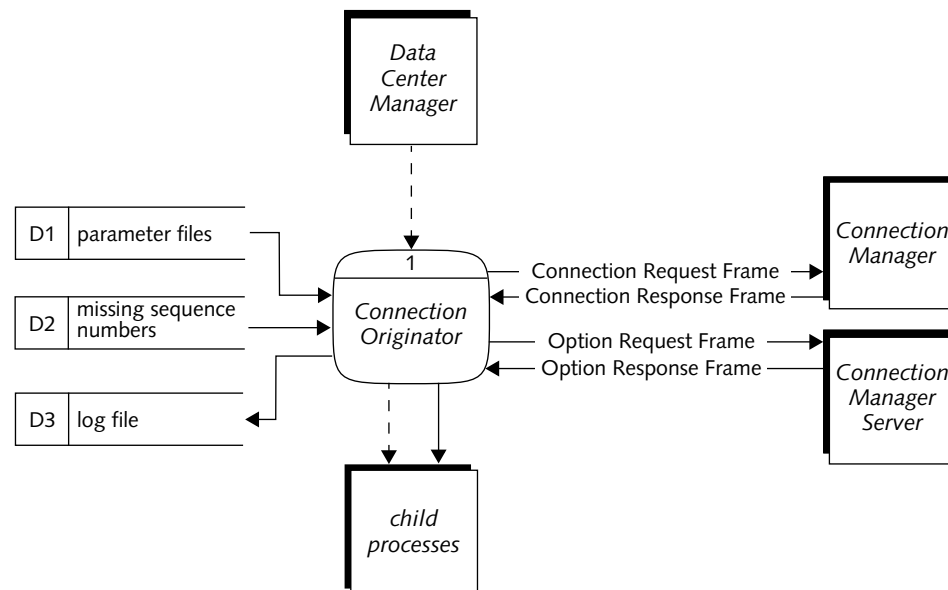 Data
Center
Manager
D1 parameter files
D2 missing sequence
numbers
D3 log file
1
Connection
Originator
Connection Request Frame
Connection Response Frame
Option Request Frame
Option Response Frame
Connection
Manager
Connection
Manager
Server
child
processes